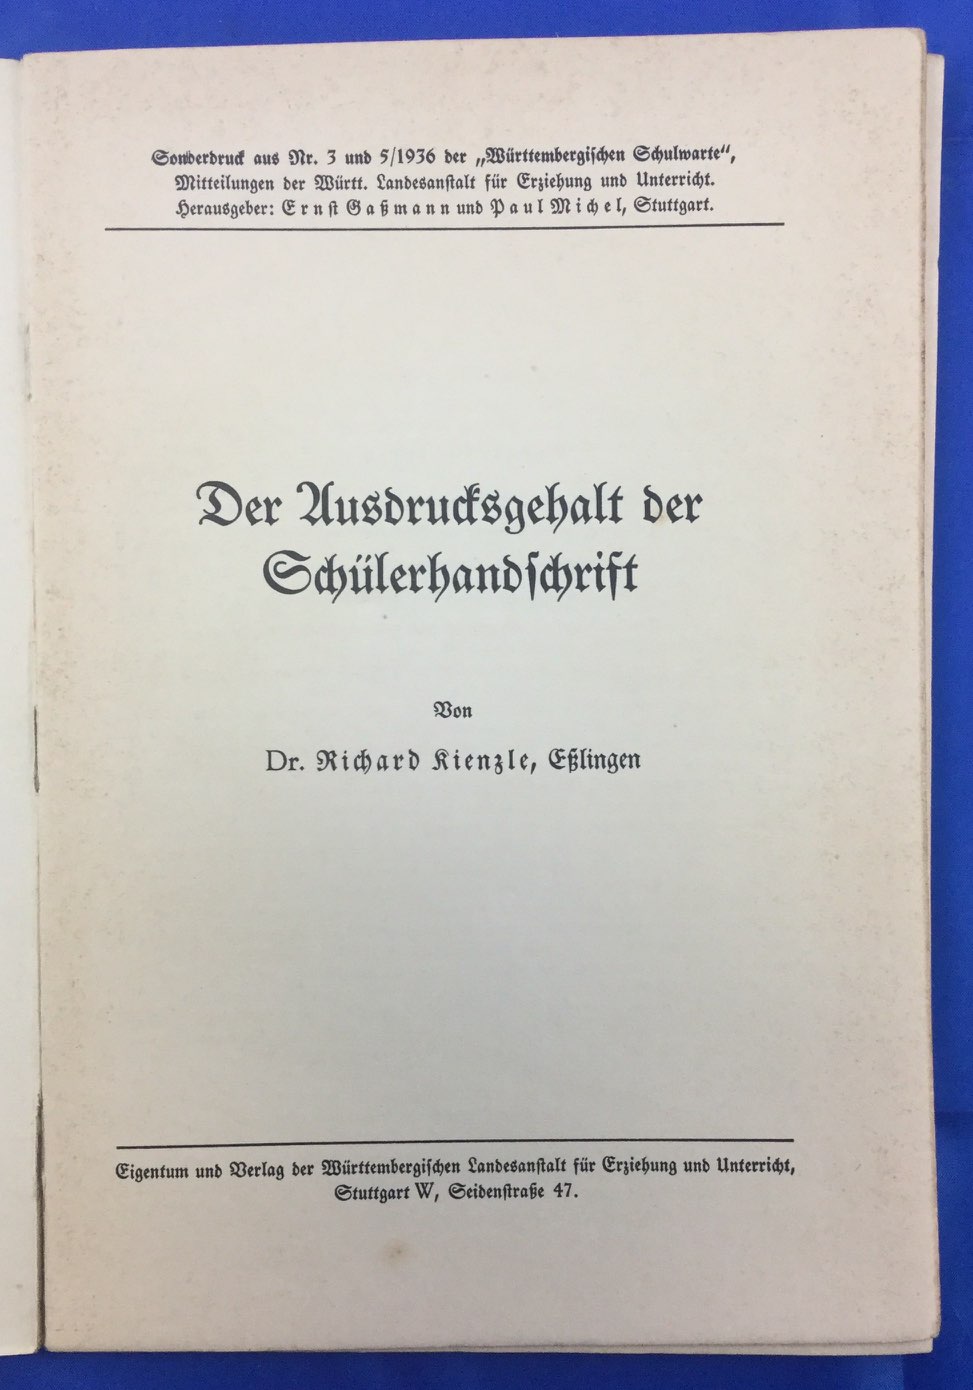 Sonderdruck aus Nr. 3 und 5/1936 der „Württembergischen Schulwarte“,
Mitteilungen der Württ. Landesanstalt für Erziehung und Unterricht.
Herausgeber: Ernst Gaßmann und Paul Michel, Stuttgart.
Der Ausdrucksgehalt der
Schülerhandschrift
Von
Dr. Richard Kienzle, Eßlingen
Eigentum und Verlag der Württembergischen Landesanstalt für Erziehung und Unterricht,
Stuttgart W, Seidenstraße 47.